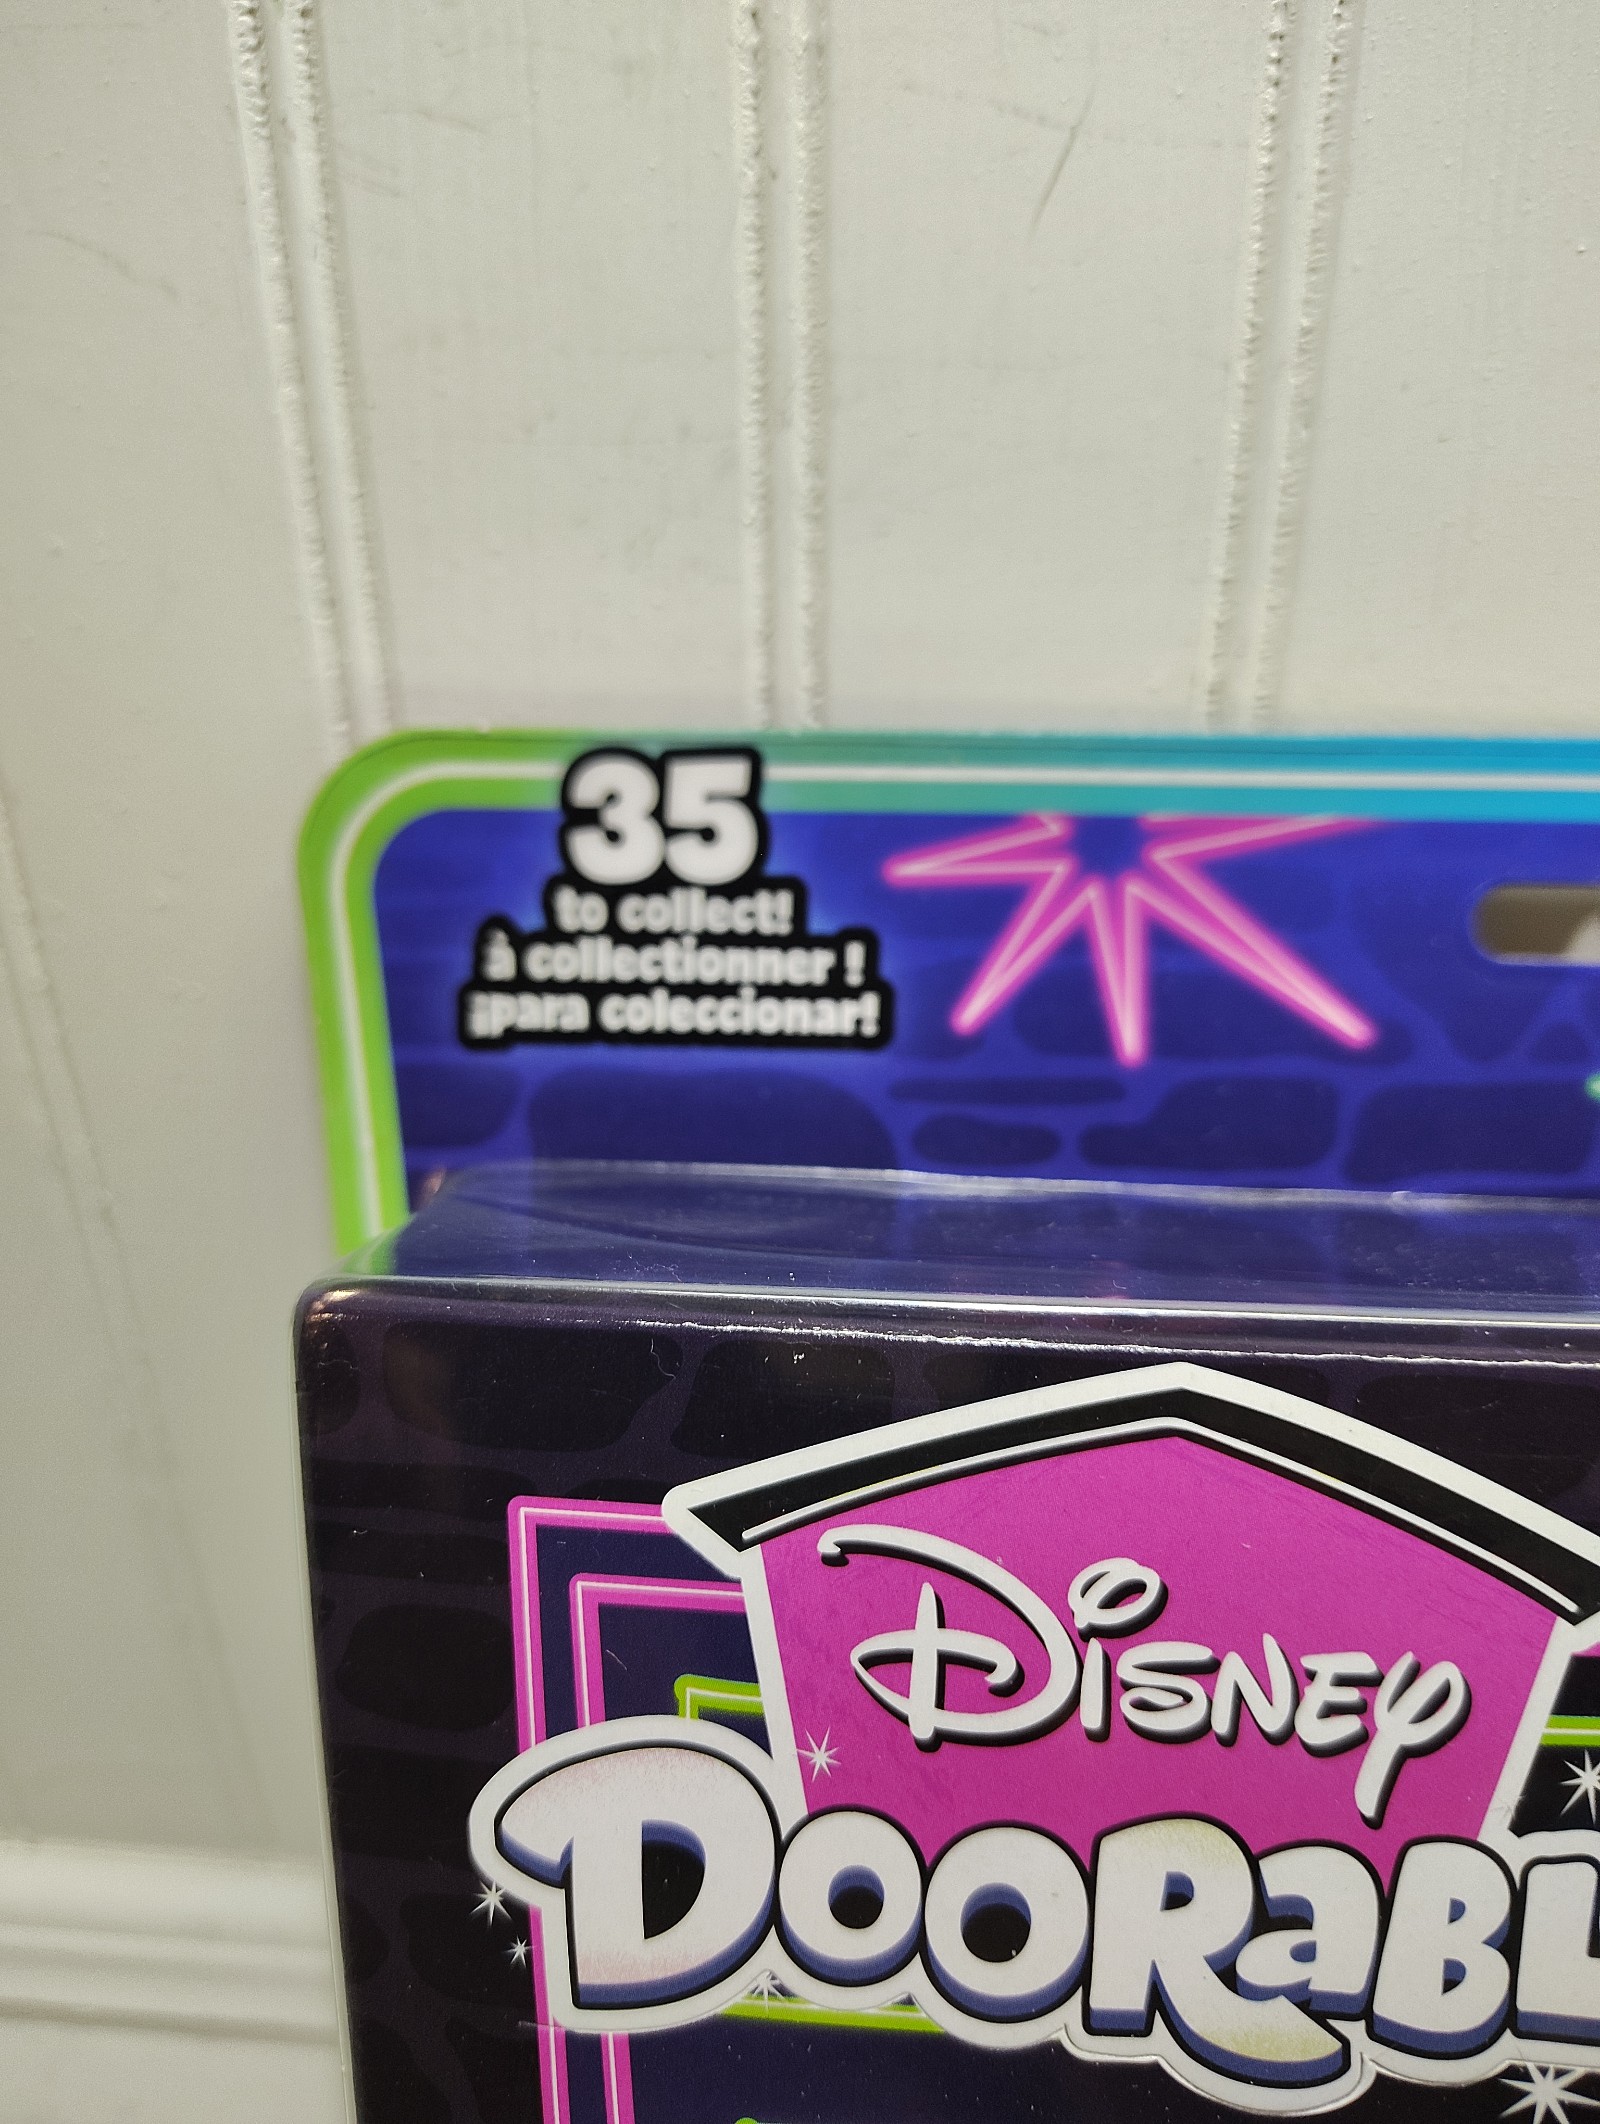 35
to collect!
à collectionner !
¡para coleccionar!
Disney
DooRaBL